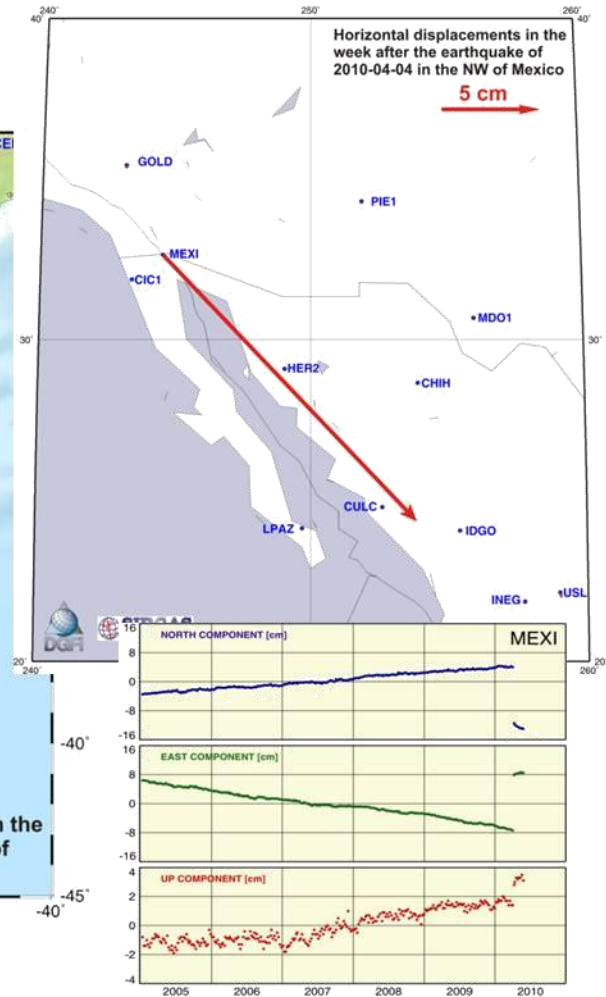 240˚
250˚
260˚
40˚
40˚
Horizontal displacements in the
week after the earthquake of
2010-04-04 in the NW of Mexico
5 cm
GOLD
PIE1
MEXI
CIC1
MDO1
30˚
30˚
HER2
CHIH
CULC
LPAZ
IDGO
INEG
USL
DGFI
SIRGAS
20˚
20˚
240˚
260˚
-40˚
n the
of
-45˚
-40˚
NORTH COMPONENT [cm]
MEXI
16
8
0
-8
-16
EAST COMPONENT [cm]
16
8
0
-8
-16
UP COMPONENT [cm]
4
2
0
-2
-4
2005 2006 2007 2008 2009 2010